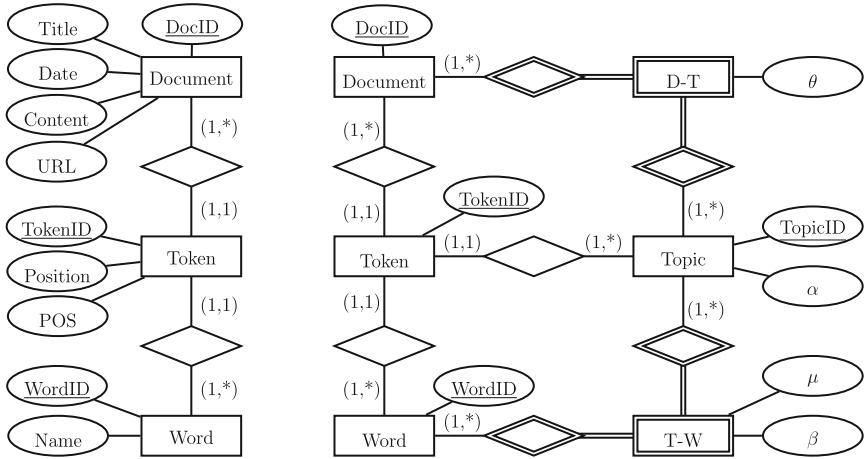 Title
DocID
Date
Document
Content
(1,*)
URL
(1,1)
TokenID
Position
Token
POS
(1,1)
(1,*)
WordID
Name
Word
DocID
Document
(1,*)
D-T
θ
(1,*)
(1,1)
TokenID
(1,*)
TopicID
Token
(1,1)
(1,*)
Topic
α
(1,1)
(1,*)
(1,*)
WordID
μ
Word
(1,*)
T-W
β